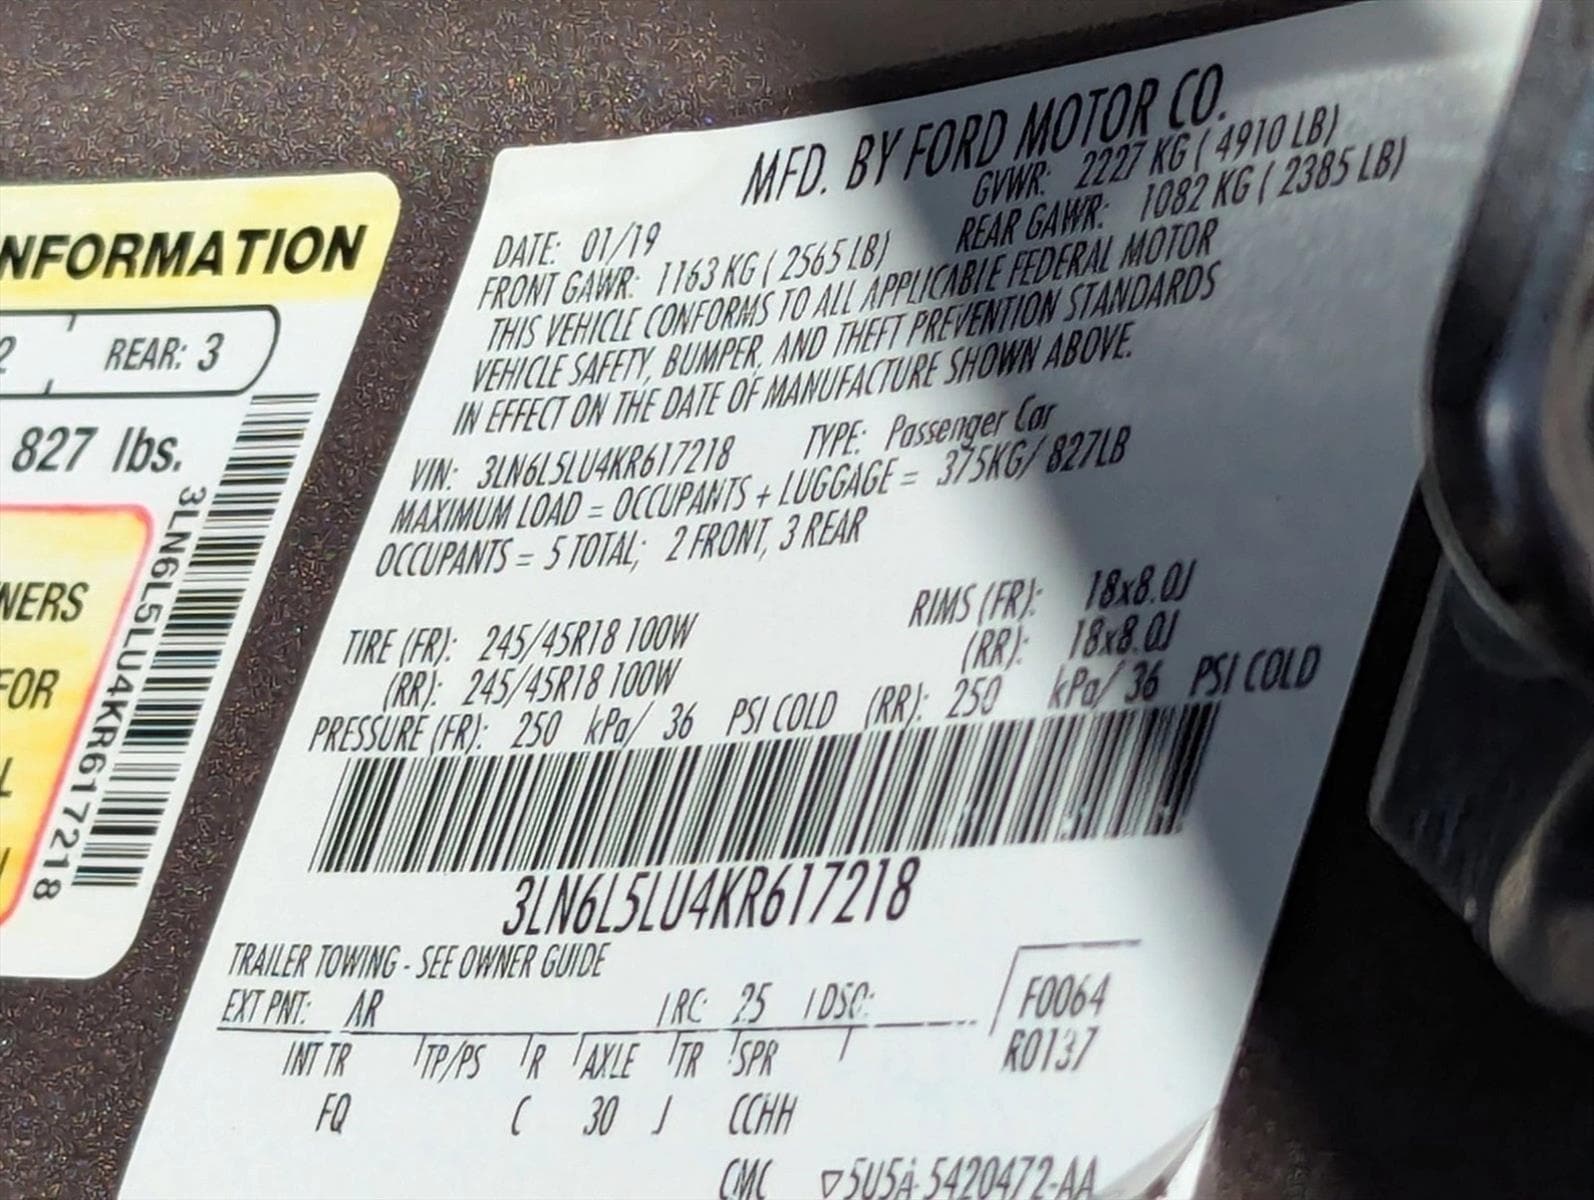 NFORMATION
2 REAR: 3
827 lbs.
NERS
FOR
3LN6L5LU4KR617218
MFD. BY FORD MOTOR CO.
DATE: 01/19 GVWR: 2227 KG ( 4910 LB)
FRONT GAWR: 1163 KG ( 2565 LB) REAR GAWR: 1082 KG ( 2385 LB)
THIS VEHICLE CONFORMS TO ALL APPLICABLE FEDERAL MOTOR
VEHICLE SAFETY, BUMPER, AND THEFT PREVENTION STANDARDS
IN EFFECT ON THE DATE OF MANUFACTURE SHOWN ABOVE.
VIN: 3LN6L5LU4KR617218 TYPE: Passenger Car
MAXIMUM LOAD = OCCUPANTS + LUGGAGE = 375KG/ 827LB
OCCUPANTS = 5 TOTAL; 2 FRONT, 3 REAR
TIRE (FR): 245/45R18 100W RIMS (FR): 18x8.0J
(RR): 245/45R18 100W (RR): 18x8.0J
PRESSURE (FR): 250 kPa/ 36 PSI COLD (RR): 250 kPa/ 36 PSI COLD
3LN6L5LU4KR617218
TRAILER TOWING - SEE OWNER GUIDE
EXT PNT: AR RC: 25 DSO: F0064
R0137
INT TR TP/PS R AXLE TR SPR
FQ C 30 J CCHH
CMC ▽5U5A-5420472-AA